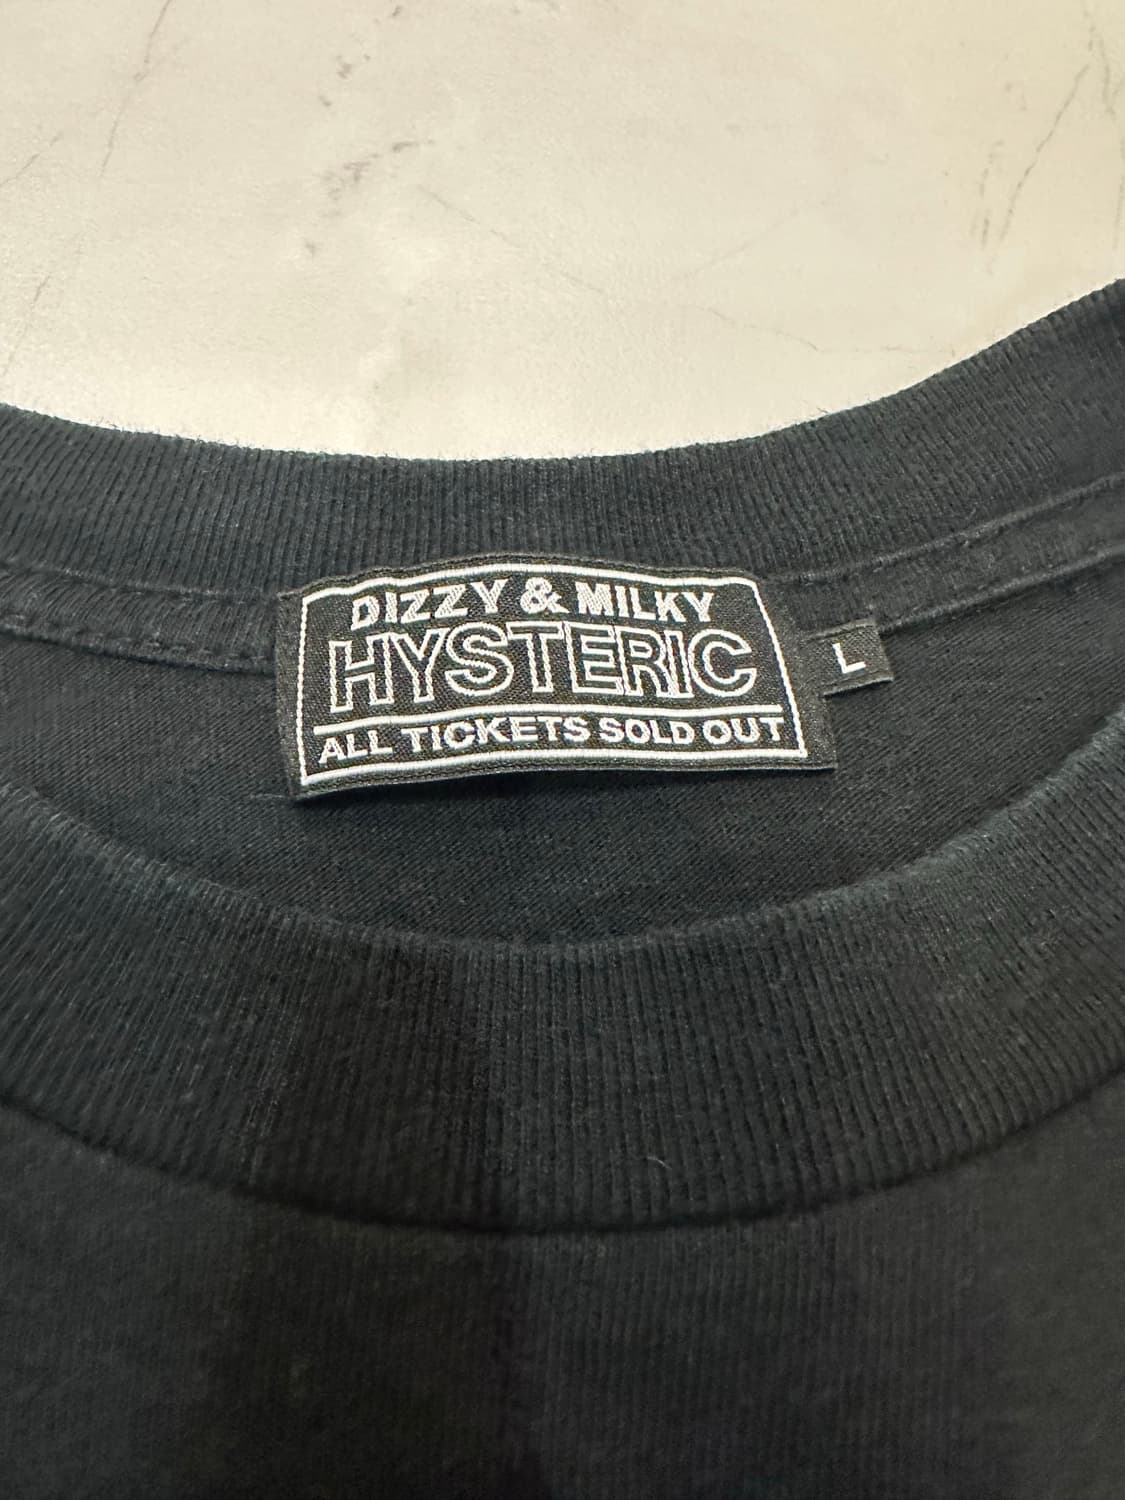 DIZZY & MILKY
HYSTERIC
ALL TICKETS SOLD OUT
L